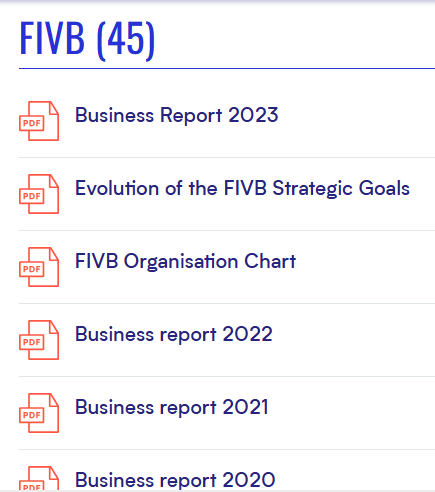 FIVB (45)
PDF
Business Report 2023
PDF
Evolution of the FIVB Strategic Goals
PDF
FIVB Organisation Chart
PDF
Business report 2022
PDF
Business report 2021
PDF
Business report 2020